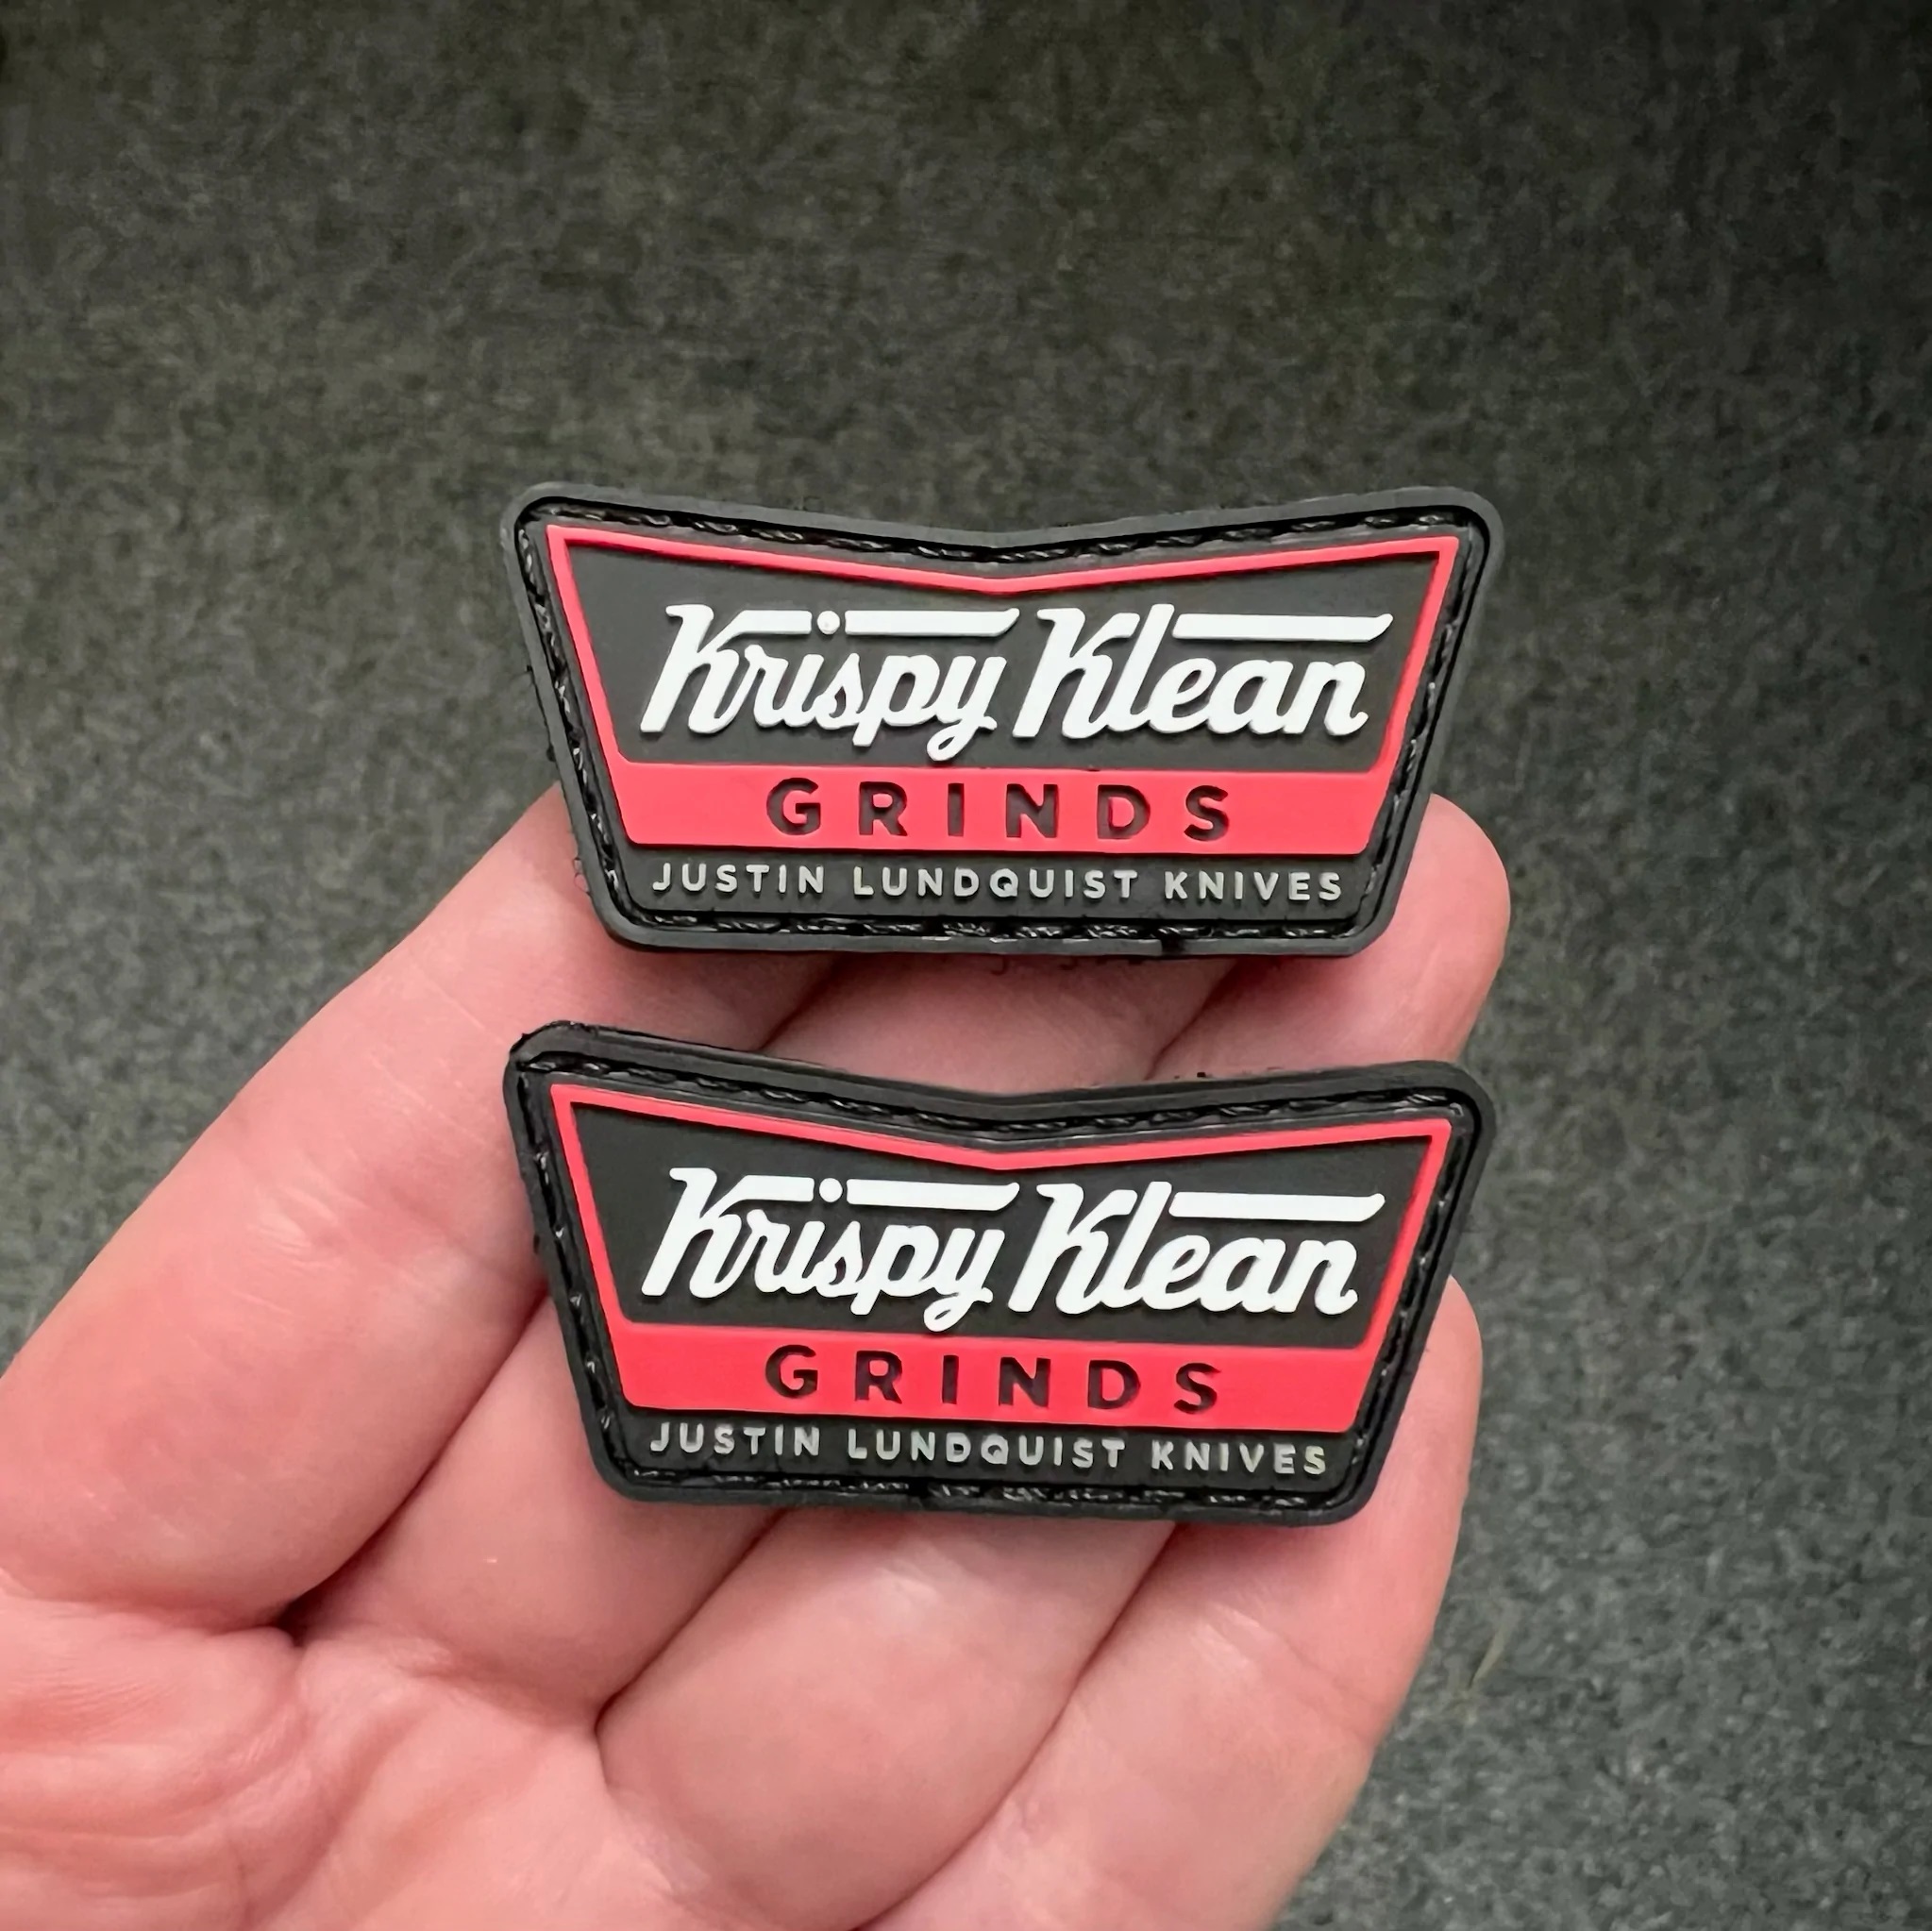 Krispy Klean
GRINDS
JUSTIN LUNDQUIST KNIVES
Krispy Klean
GRINDS
JUSTIN LUNDQUIST KNIVES